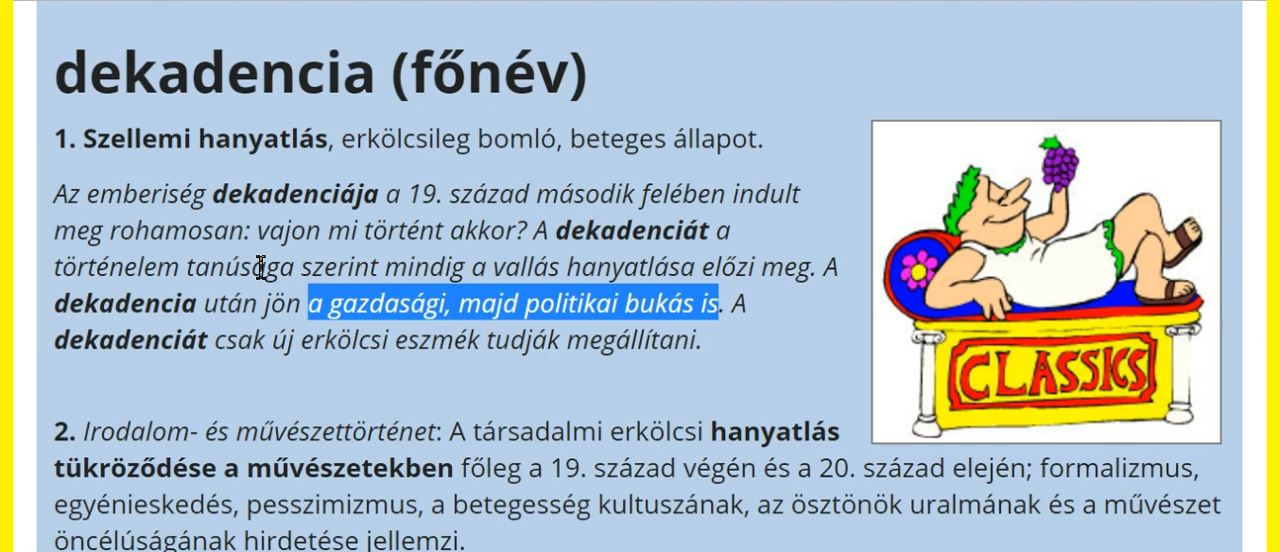 dekadencia (főnév)
1. Szellemi hanyatlás, erkölcsileg bomló, beteges állapot.
Az emberiség dekadenciája a 19. század második felében indult
meg rohamosan: vajon mi történt akkor? A dekadenciát a
történelem tanúsága szerint mindig a vallás hanyatlása előzi meg. A
dekadencia után jön a gazdasági, majd politikai bukás is. A
dekadenciát csak új erkölcsi eszmék tudják megállítani.
CLASSICS
2. Irodalom- és művészettörténet: A társadalmi erkölcsi hanyatlás
tükröződése a művészetekben főleg a 19. század végén és a 20. század elején; formalizmus,
egyénieskedés, pesszimizmus, a betegesség kultuszának, az ösztönök uralmának és a művészet
öncélúságának hirdetése jellemzi.